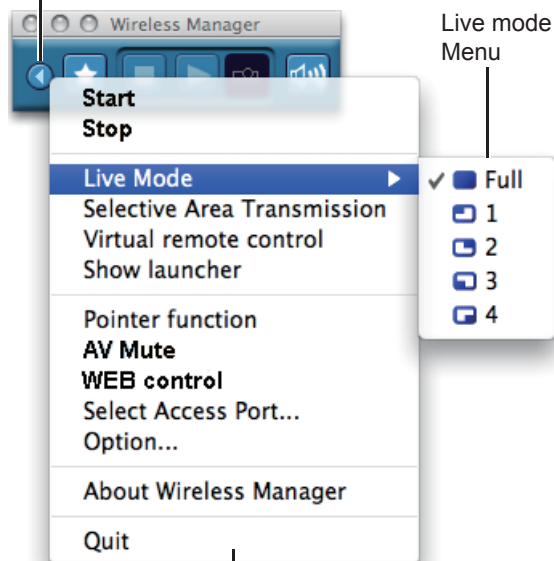 Wireless Manager
Live mode
Menu
Start
Stop
Live Mode
Selective Area Transmission
Virtual remote control
Show launcher
Pointer function
AV Mute
WEB control
Select Access Port...
Option...
About Wireless Manager
Quit
Full
1
2
3
4